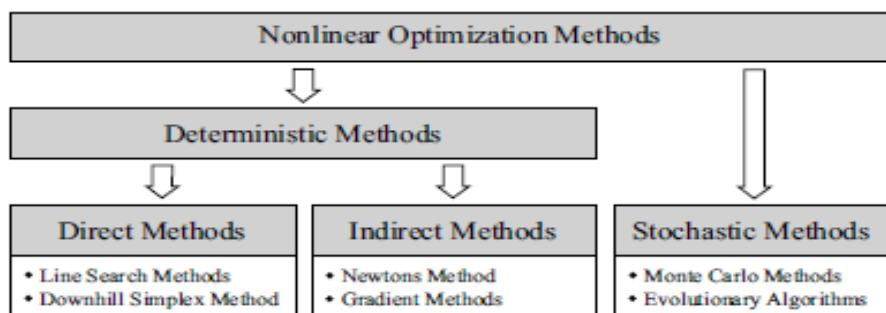 Nonlinear Optimization Methods
Deterministic Methods
Direct Methods
• Line Search Methods
• Downhill Simplex Method
Indirect Methods
• Newtons Method
• Gradient Methods
Stochastic Methods
• Monte Carlo Methods
• Evolutionary Algorithms